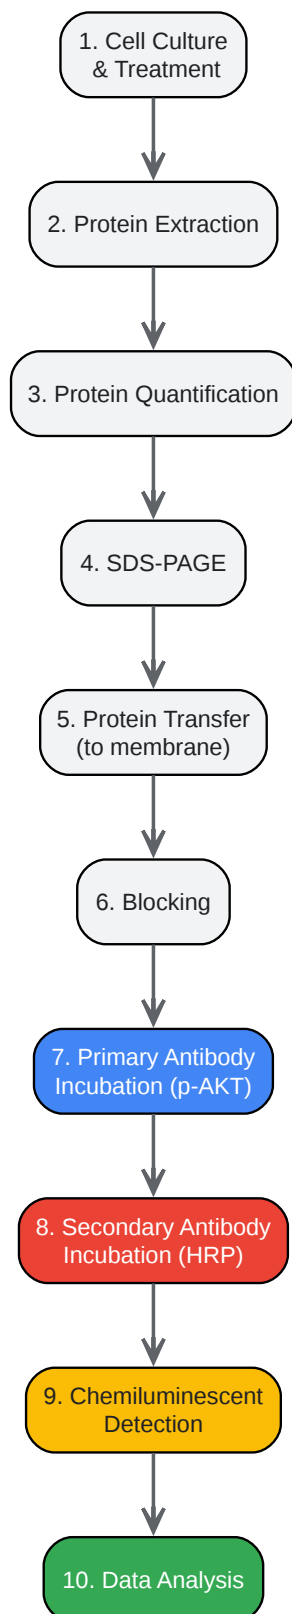 1. Cell Culture
& Treatment
2. Protein Extraction
3. Protein Quantification
4. SDS-PAGE
5. Protein Transfer
(to membrane)
6. Blocking
7. Primary Antibody
Incubation (p-AKT)
8. Secondary Antibody
Incubation (HRP)
9. Chemiluminescent
Detection
10. Data Analysis